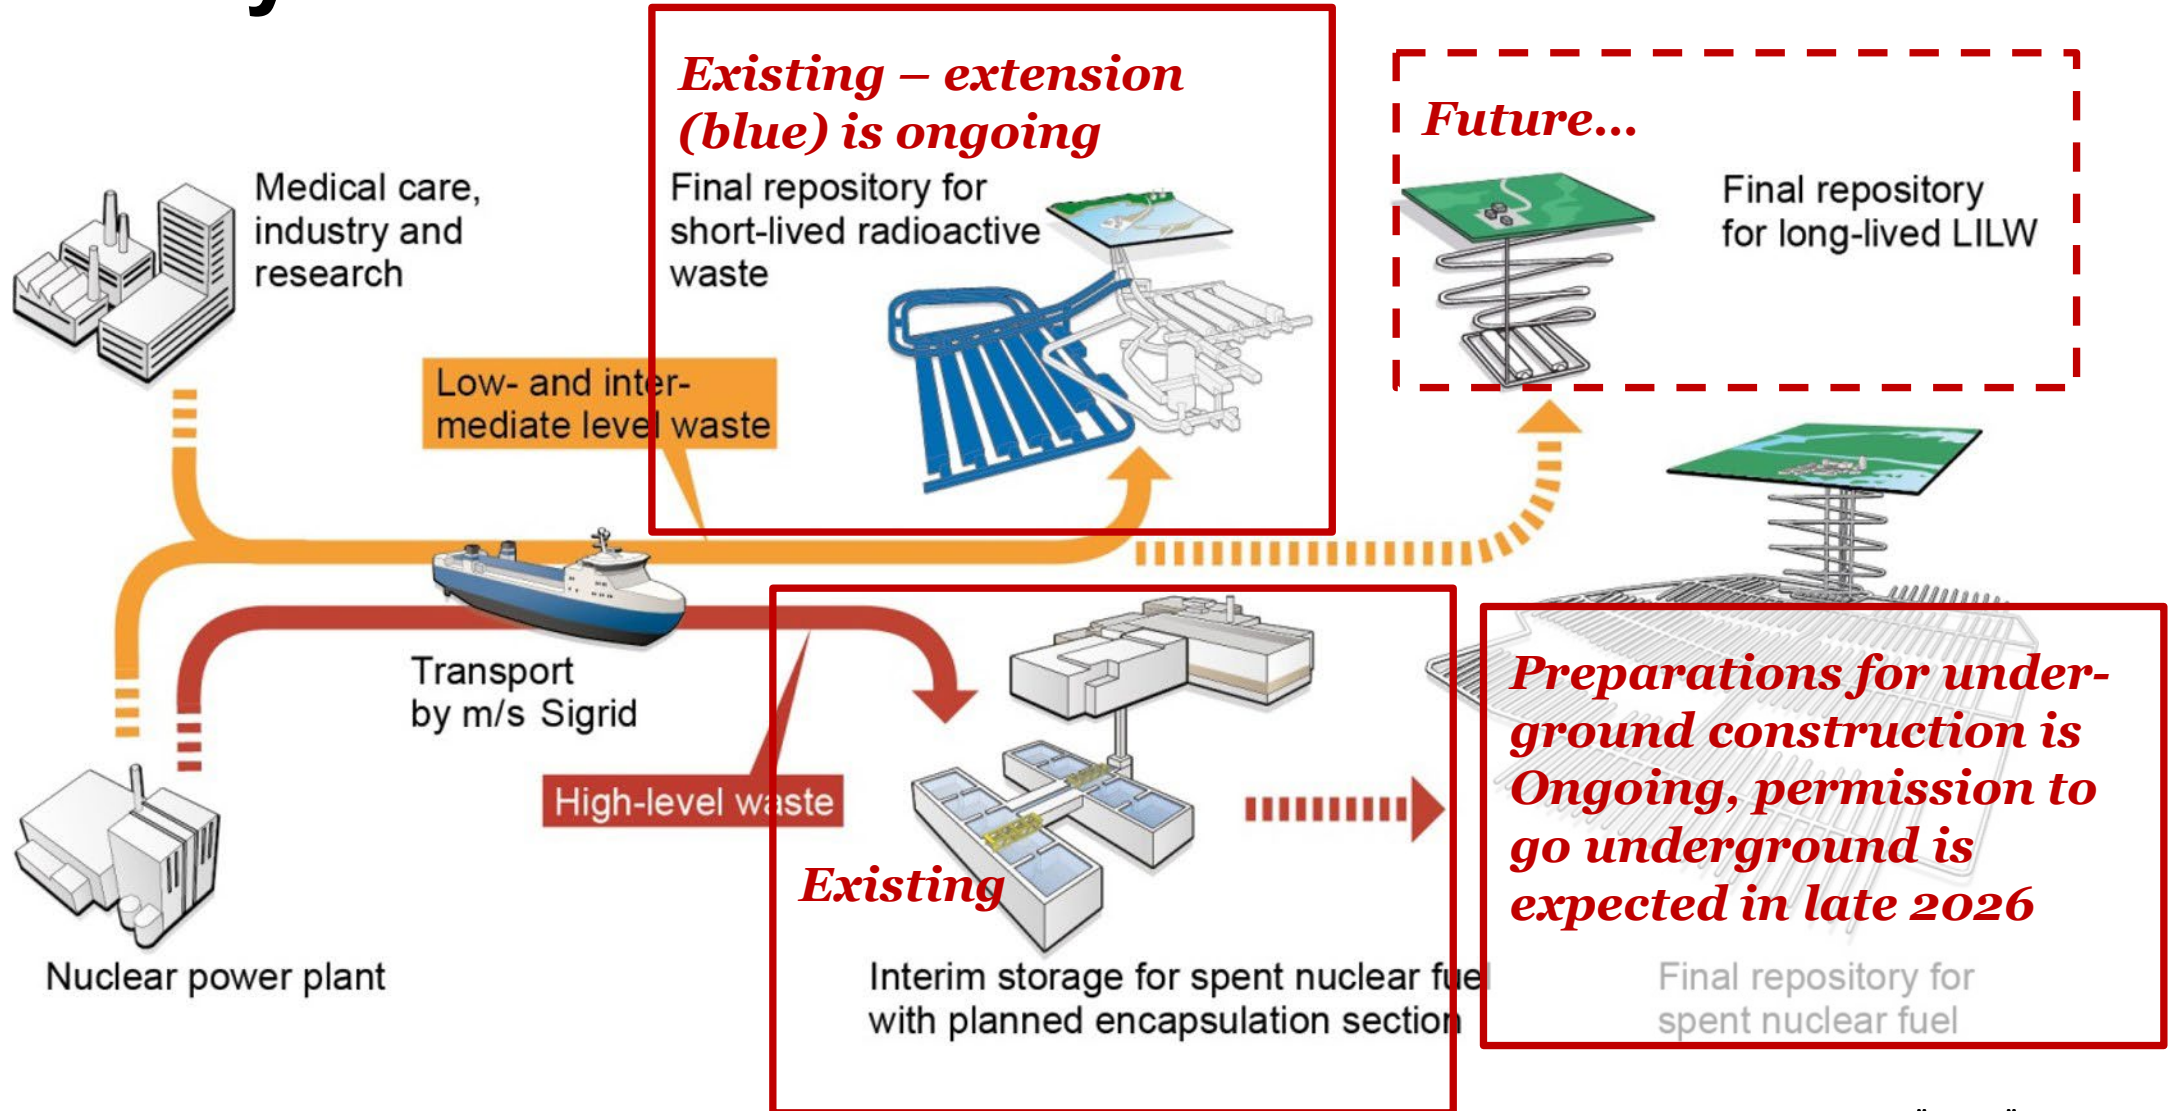 Existing – extension
(blue) is ongoing
Future...
Medical care,
industry and
research
Final repository for
short-lived radioactive
waste
Final repository
for long-lived LILW
Low- and inter-
mediate level waste
Transport
by m/s Sigrid
High-level waste
Existing
Preparations for under-
ground construction is
Ongoing, permission to
go underground is
expected in late 2026
Nuclear power plant
Interim storage for spent nuclear fuel
with planned encapsulation section
Final repository for
spent nuclear fuel